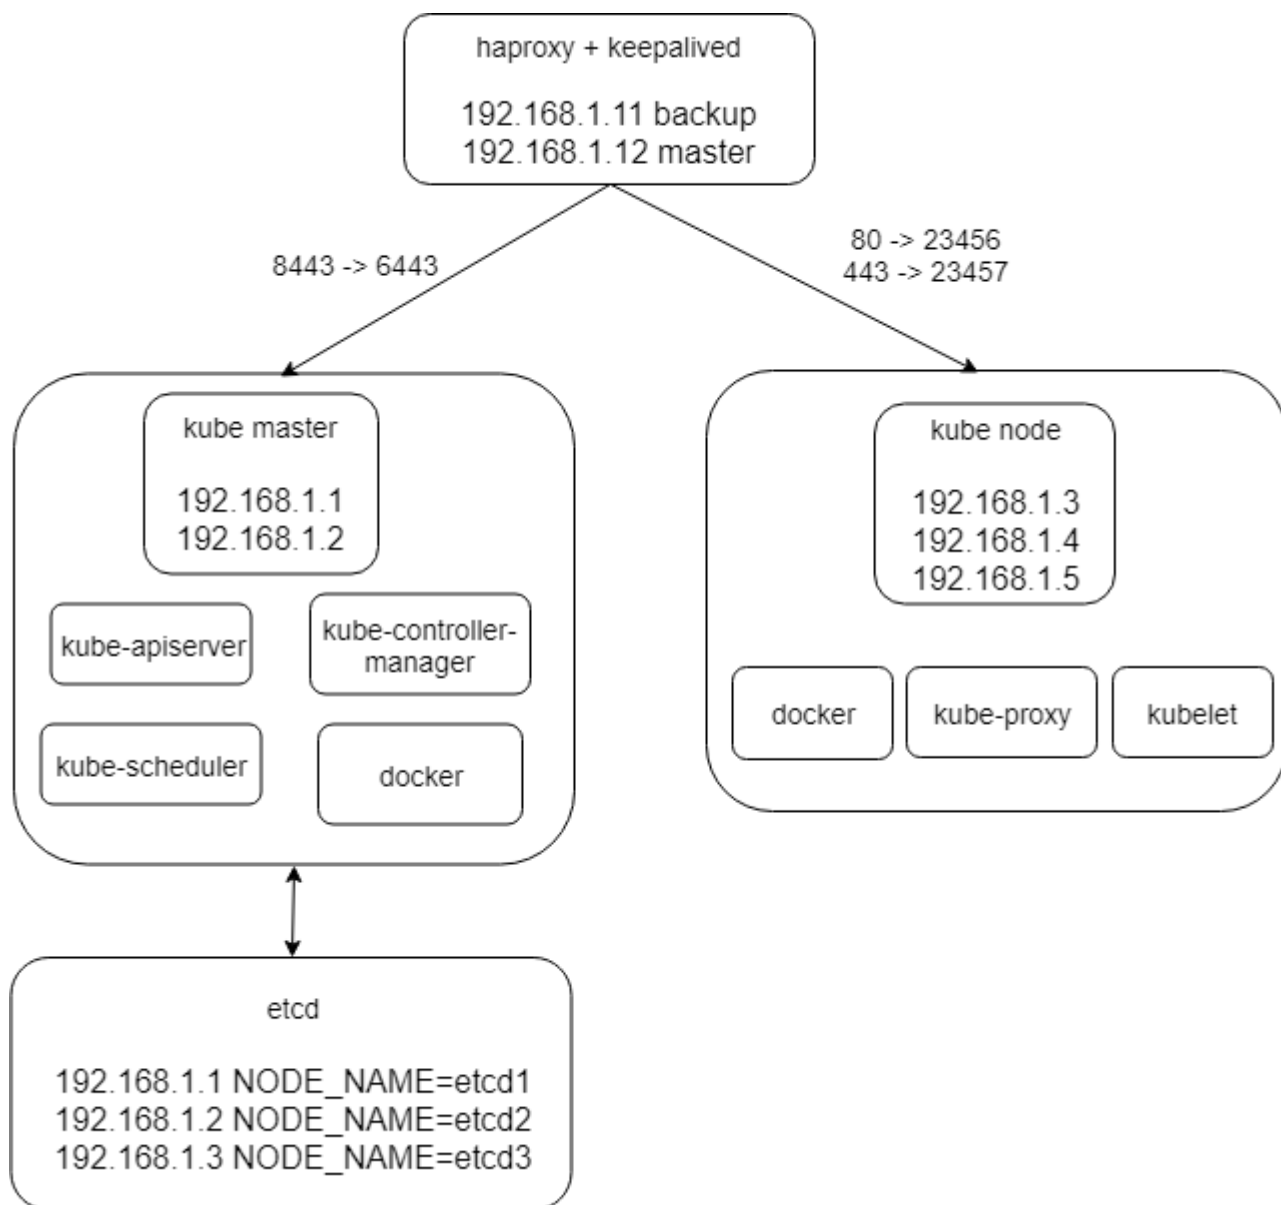 haproxy + keepalived
192.168.1.11 backup
192.168.1.12 master
8443 -> 6443
80 -> 23456
443 -> 23457
kube master
192.168.1.1
192.168.1.2
kube-apiserver
kube-controller-
manager
kube-scheduler
docker
kube node
192.168.1.3
192.168.1.4
192.168.1.5
docker
kube-proxy
kubelet
etcd
192.168.1.1 NODE_NAME=etcd1
192.168.1.2 NODE_NAME=etcd2
192.168.1.3 NODE_NAME=etcd3